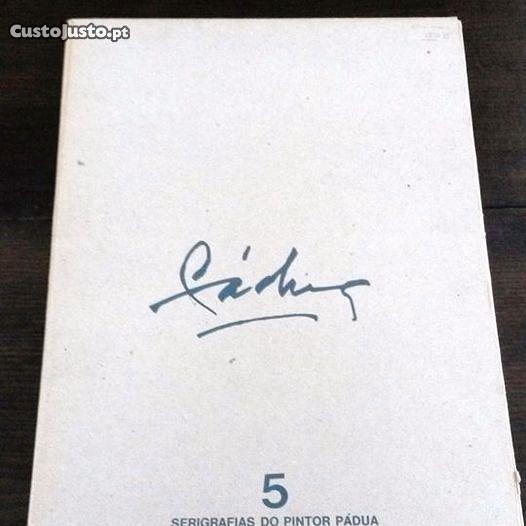 CustoJusto.pt
Pádua
5
SERIGRAFIAS DO PINTOR PÁDUA